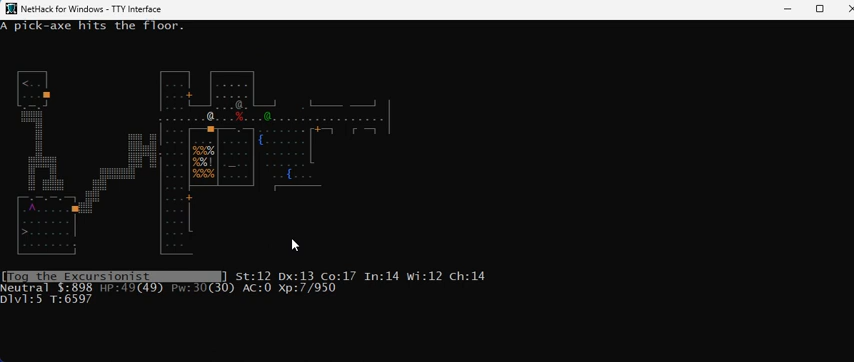 NetHack for Windows - TTY Interface
A pick-axe hits the floor.
[Tog the Excursionist] St:12 Dx:13 Co:17 In:14 Wi:12 Ch:14
Neutral $:898 HP:49(49) Pw:30(30) AC:0 Xp:7/950
Dlvl:5 T:6597